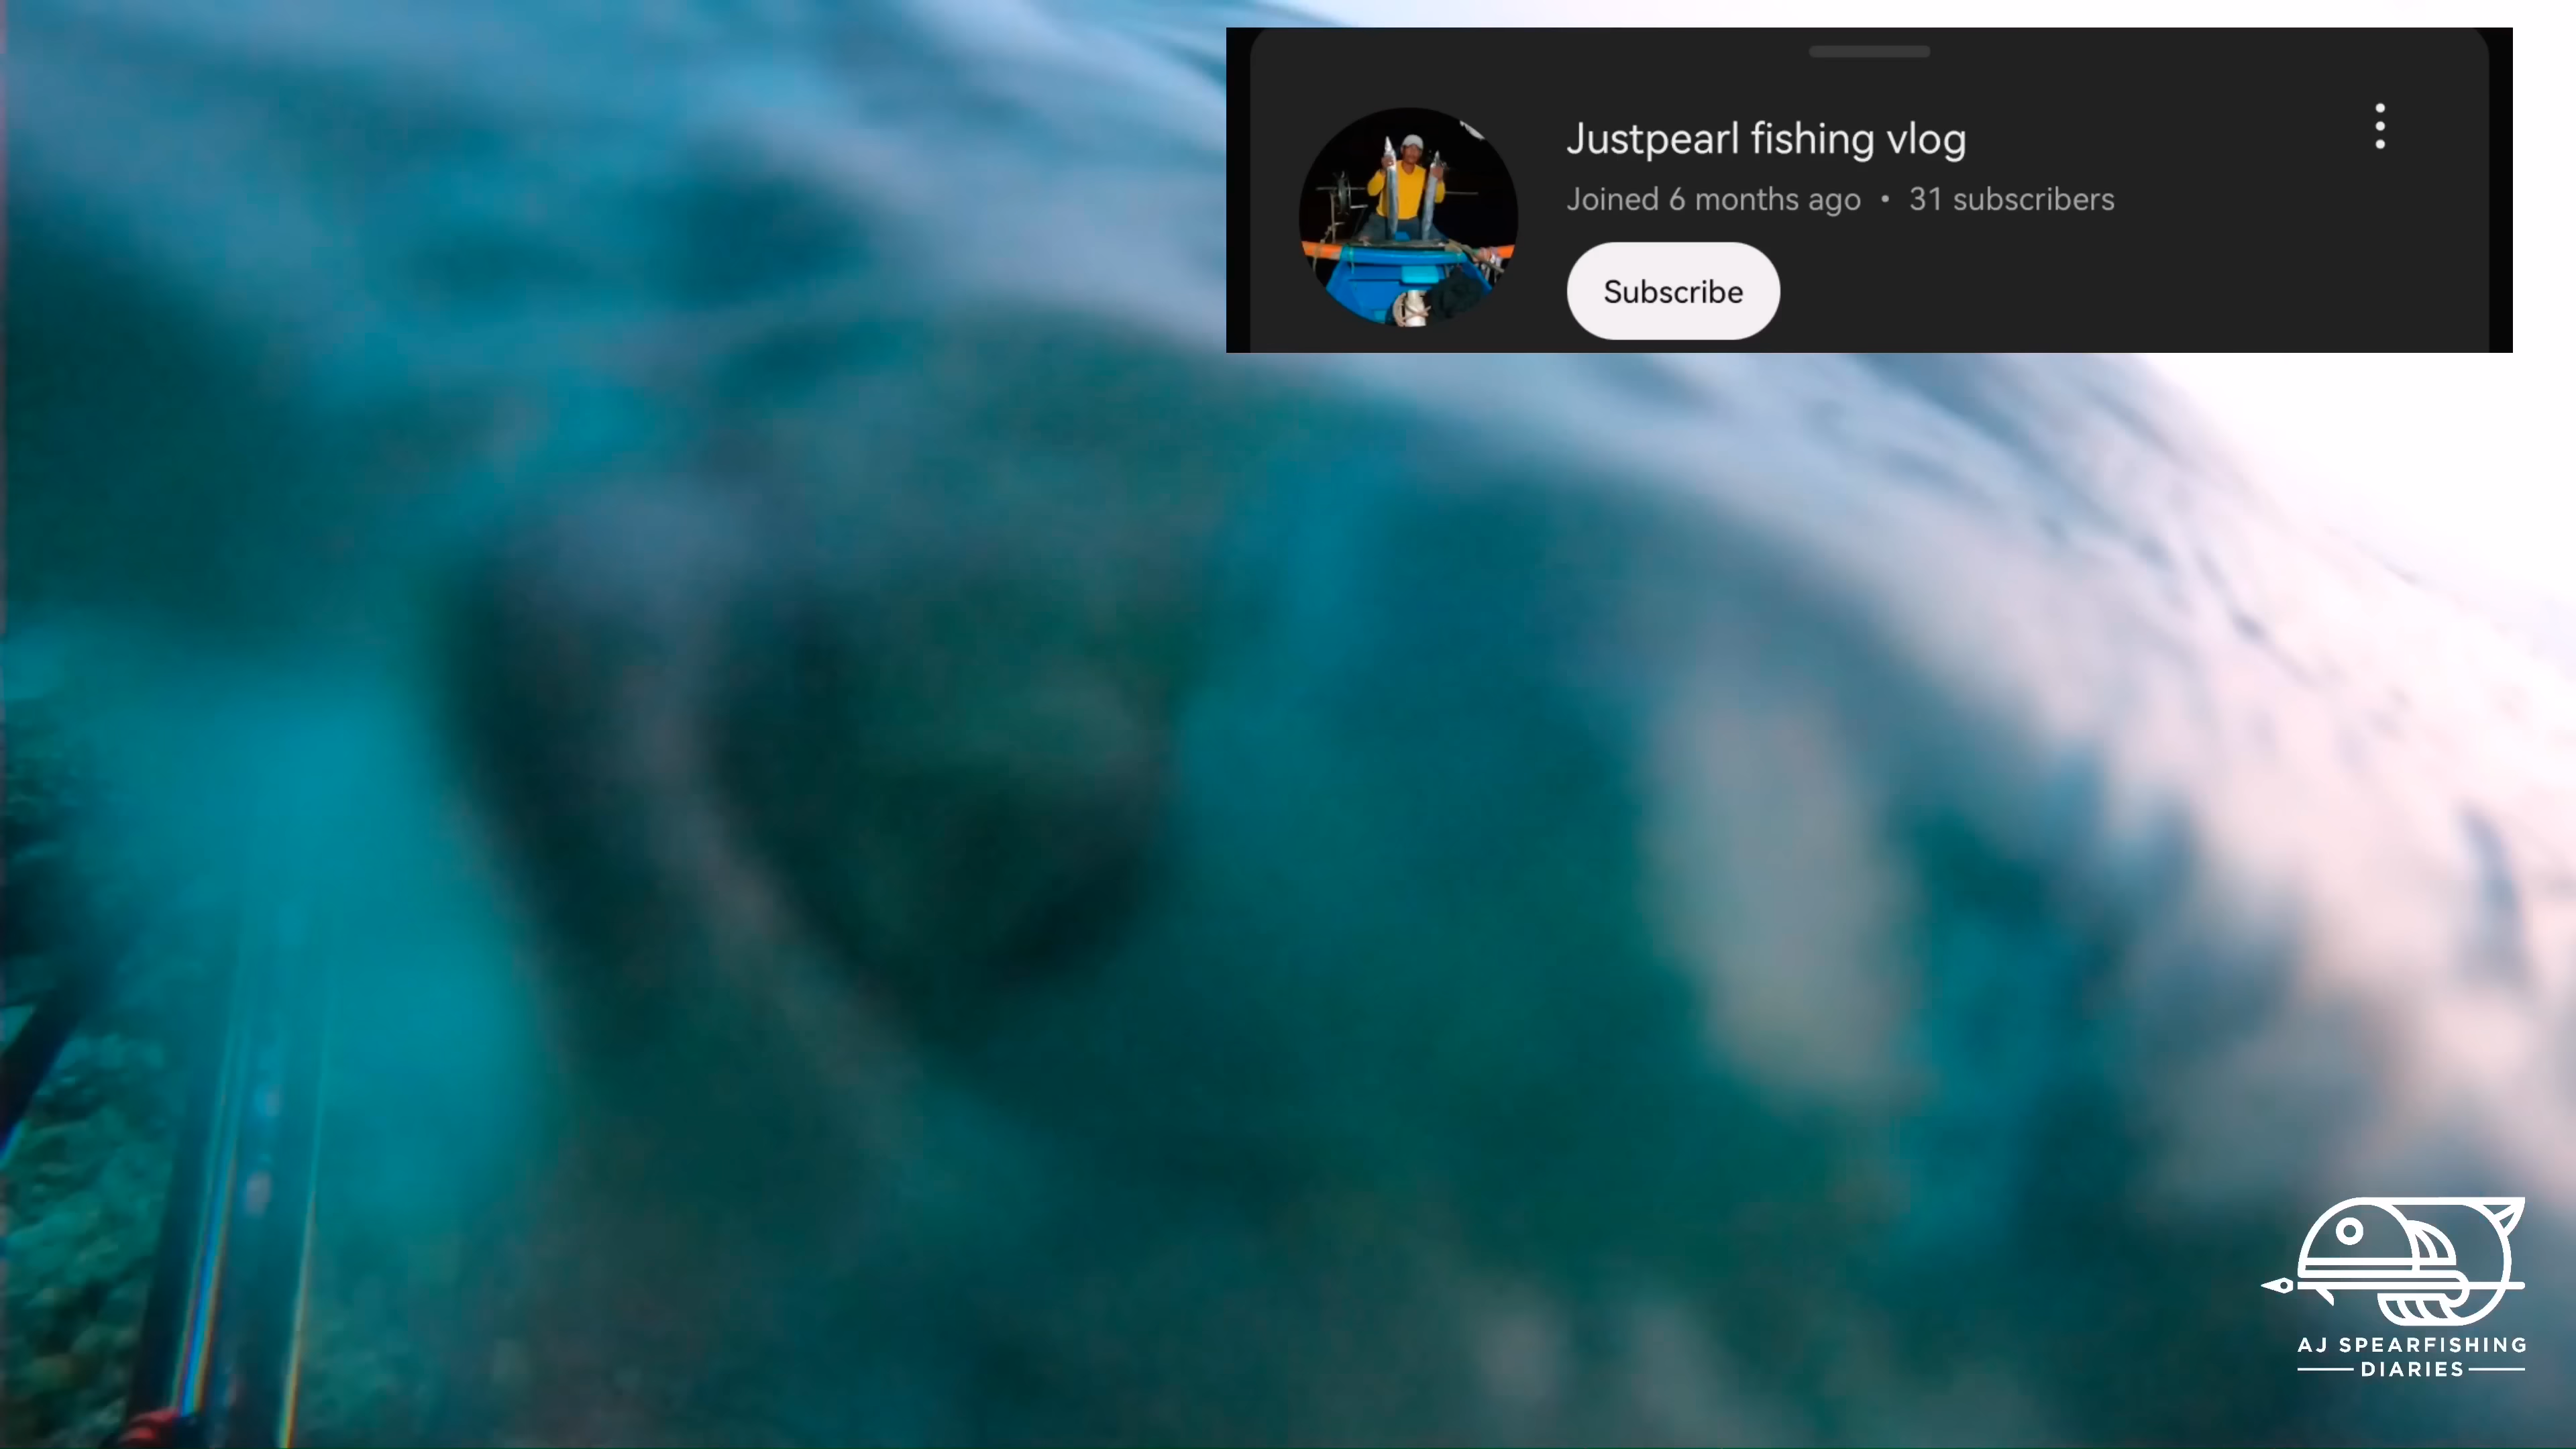 Justpearl fishing vlog
Joined 6 months ago • 31 subscribers
Subscribe
AJ SPEARFISHING
DIARIES